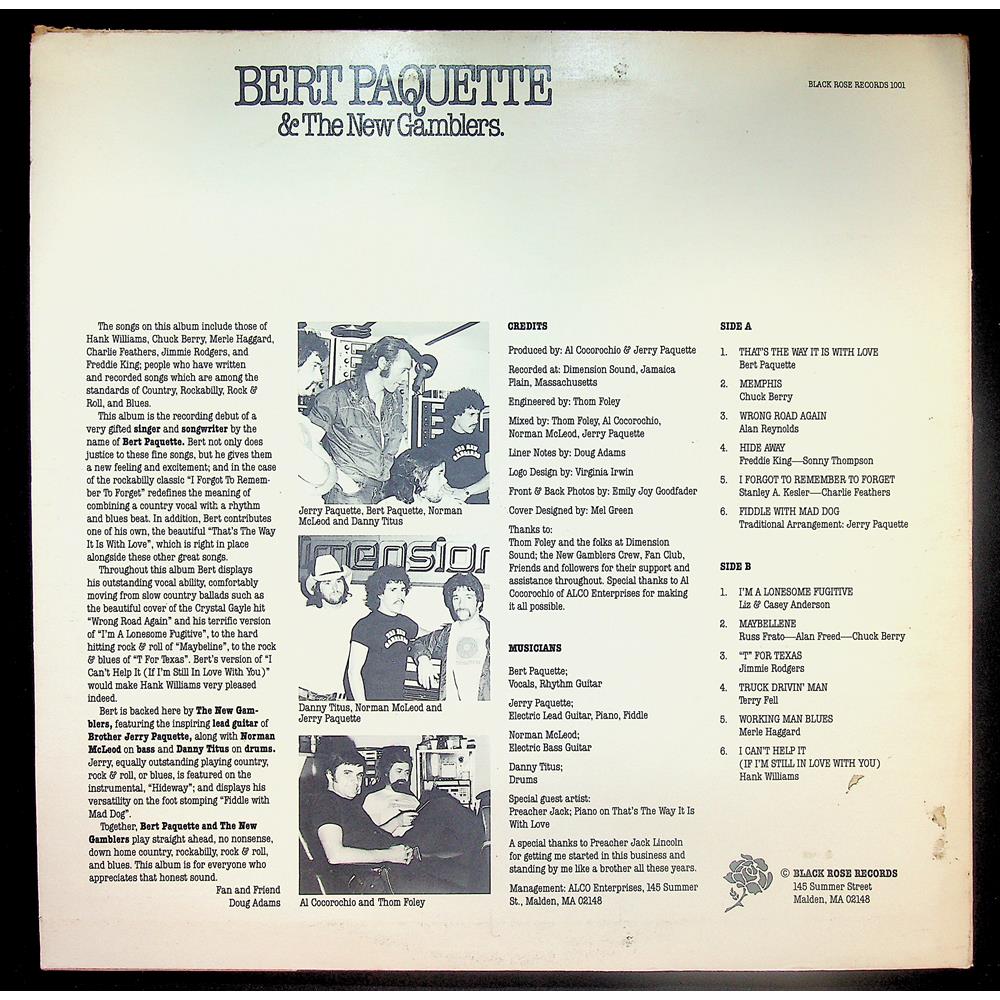 BERT PAQUETTE
& The New Gamblers.
BLACK ROSE RECORDS 1001
The songs on this album include those of
Hank Williams, Chuck Berry, Merle Haggard,
Charlie Feathers, Jimmie Rodgers, and
Freddie King; people who have written
and recorded songs which are among the
standards of Country, Rockabilly, Rock &
Roll, and Blues.
This album is the recording debut of a
very gifted singer and songwriter by the
name of Bert Paquette. Bert not only does
justice to these fine songs, but he gives them
a new feeling and excitement; and in the case
of the rockabilly classic "I Forgot To Remem-
ber To Forget" redefines the meaning of
combining a country vocal with a rhythm
and blues beat. In addition, Bert contributes
one of his own, the beautiful "That's The Way
It Is With Love", which is right in place
alongside these other great songs.
Throughout this album Bert displays
his outstanding vocal ability, comfortably
moving from slow country ballads such as
the beautiful cover of the Crystal Gayle hit
"Wrong Road Again" and his terrific version
of "I'm A Lonesome Fugitive", to the hard
hitting rock & roll of "Maybeline", to the rock
& blues of "T For Texas". Bert's version of "I
Can't Help It (If I'm Still In Love With You)"
would make Hank Williams very pleased
indeed.
Bert is backed here by The New Gam-
blers, featuring the inspiring lead guitar of
Brother Jerry Paquette, along with Norman
McLeod on bass and Danny Titus on drums.
Jerry, equally outstanding playing country,
rock & roll, or blues, is featured on the
instrumental, "Hideway"; and displays his
versatility on the foot stomping "Fiddle with
Mad Dog".
Together, Bert Paquette and The New
Gamblers play straight ahead, no nonsense,
down home country, rockabilly, rock & roll,
and blues. This album is for everyone who
appreciates that honest sound.
Fan and Friend
Doug Adams
Jerry Paquette, Bert Paquette, Norman
McLeod and Danny Titus
mension
Danny Titus, Norman McLeod and
Jerry Paquette
Al Cocorochio and Thom Foley
CREDITS
Produced by: Al Cocorochio & Jerry Paquette
Recorded at: Dimension Sound, Jamaica
Plain, Massachusetts
Engineered by: Thom Foley
Mixed by: Thom Foley, Al Cocorochio,
Norman McLeod, Jerry Paquette
Liner Notes by: Doug Adams
Logo Design by: Virginia Irwin
Front & Back Photos by: Emily Joy Goodfader
Cover Designed by: Mel Green
Thanks to:
Thom Foley and the folks at Dimension
Sound; the New Gamblers Crew, Fan Club,
Friends and followers for their support and
assistance throughout. Special thanks to Al
Cocorochio of ALCO Enterprises for making
it all possible.
MUSICIANS
Bert Paquette;
Vocals, Rhythm Guitar
Jerry Paquette;
Electric Lead Guitar, Piano, Fiddle
Norman McLeod;
Electric Bass Guitar
Danny Titus;
Drums
Special guest artist:
Preacher Jack; Piano on That's The Way It Is
With Love
A special thanks to Preacher Jack Lincoln
for getting me started in this business and
standing by me like a brother all these years.
Management: ALCO Enterprises, 145 Summer
St., Malden, MA 02148
SIDE A
1. THAT'S THE WAY IT IS WITH LOVE
Bert Paquette
2. MEMPHIS
Chuck Berry
3. WRONG ROAD AGAIN
Alan Reynolds
4. HIDE AWAY
Freddie King—Sonny Thompson
5. I FORGOT TO REMEMBER TO FORGET
Stanley A. Kesler—Charlie Feathers
6. FIDDLE WITH MAD DOG
Traditional Arrangement: Jerry Paquette
SIDE B
1. I'M A LONESOME FUGITIVE
Liz & Casey Anderson
2. MAYBELLENE
Russ Frato—Alan Freed—Chuck Berry
3. "T" FOR TEXAS
Jimmie Rodgers
4. TRUCK DRIVIN' MAN
Terry Fell
5. WORKING MAN BLUES
Merle Haggard
6. I CAN'T HELP IT
(IF I'M STILL IN LOVE WITH YOU)
Hank Williams
© BLACK ROSE RECORDS
145 Summer Street
Malden, MA 02148